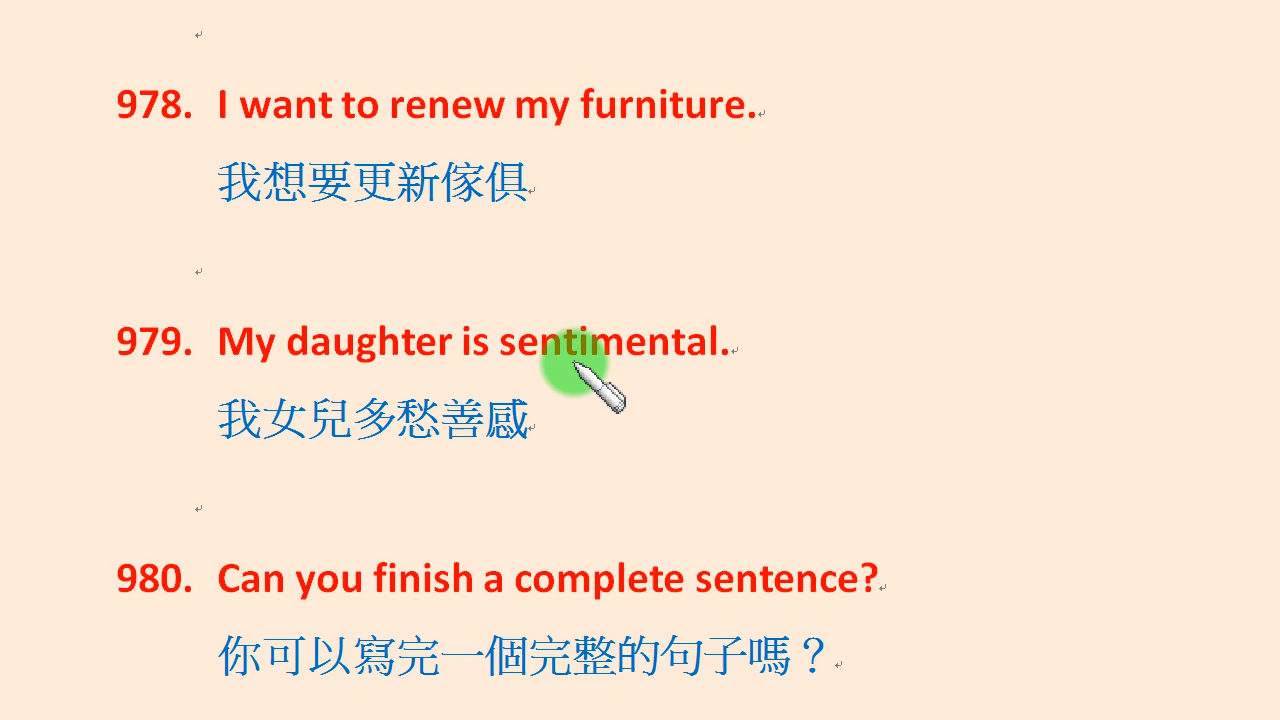 978. I want to renew my furniture.
我想要更新傢俱
979. My daughter is sentimental.
我女兒多愁善感
980. Can you finish a complete sentence?
你可以寫完一個完整的句子嗎？